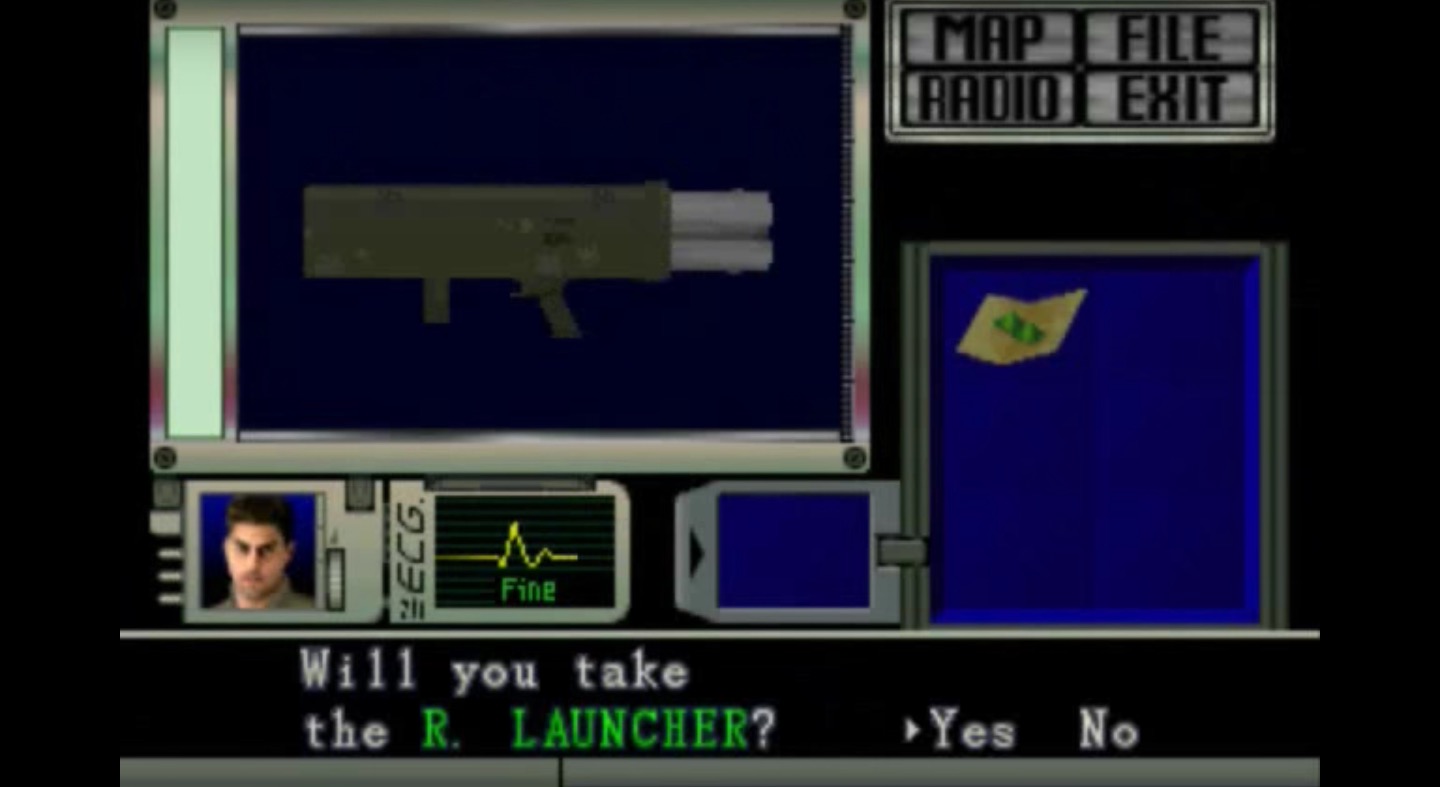 MAP FILE
RADIO EXIT
ECG.
Fine
Will you take
the R. LAUNCHER?
Yes No